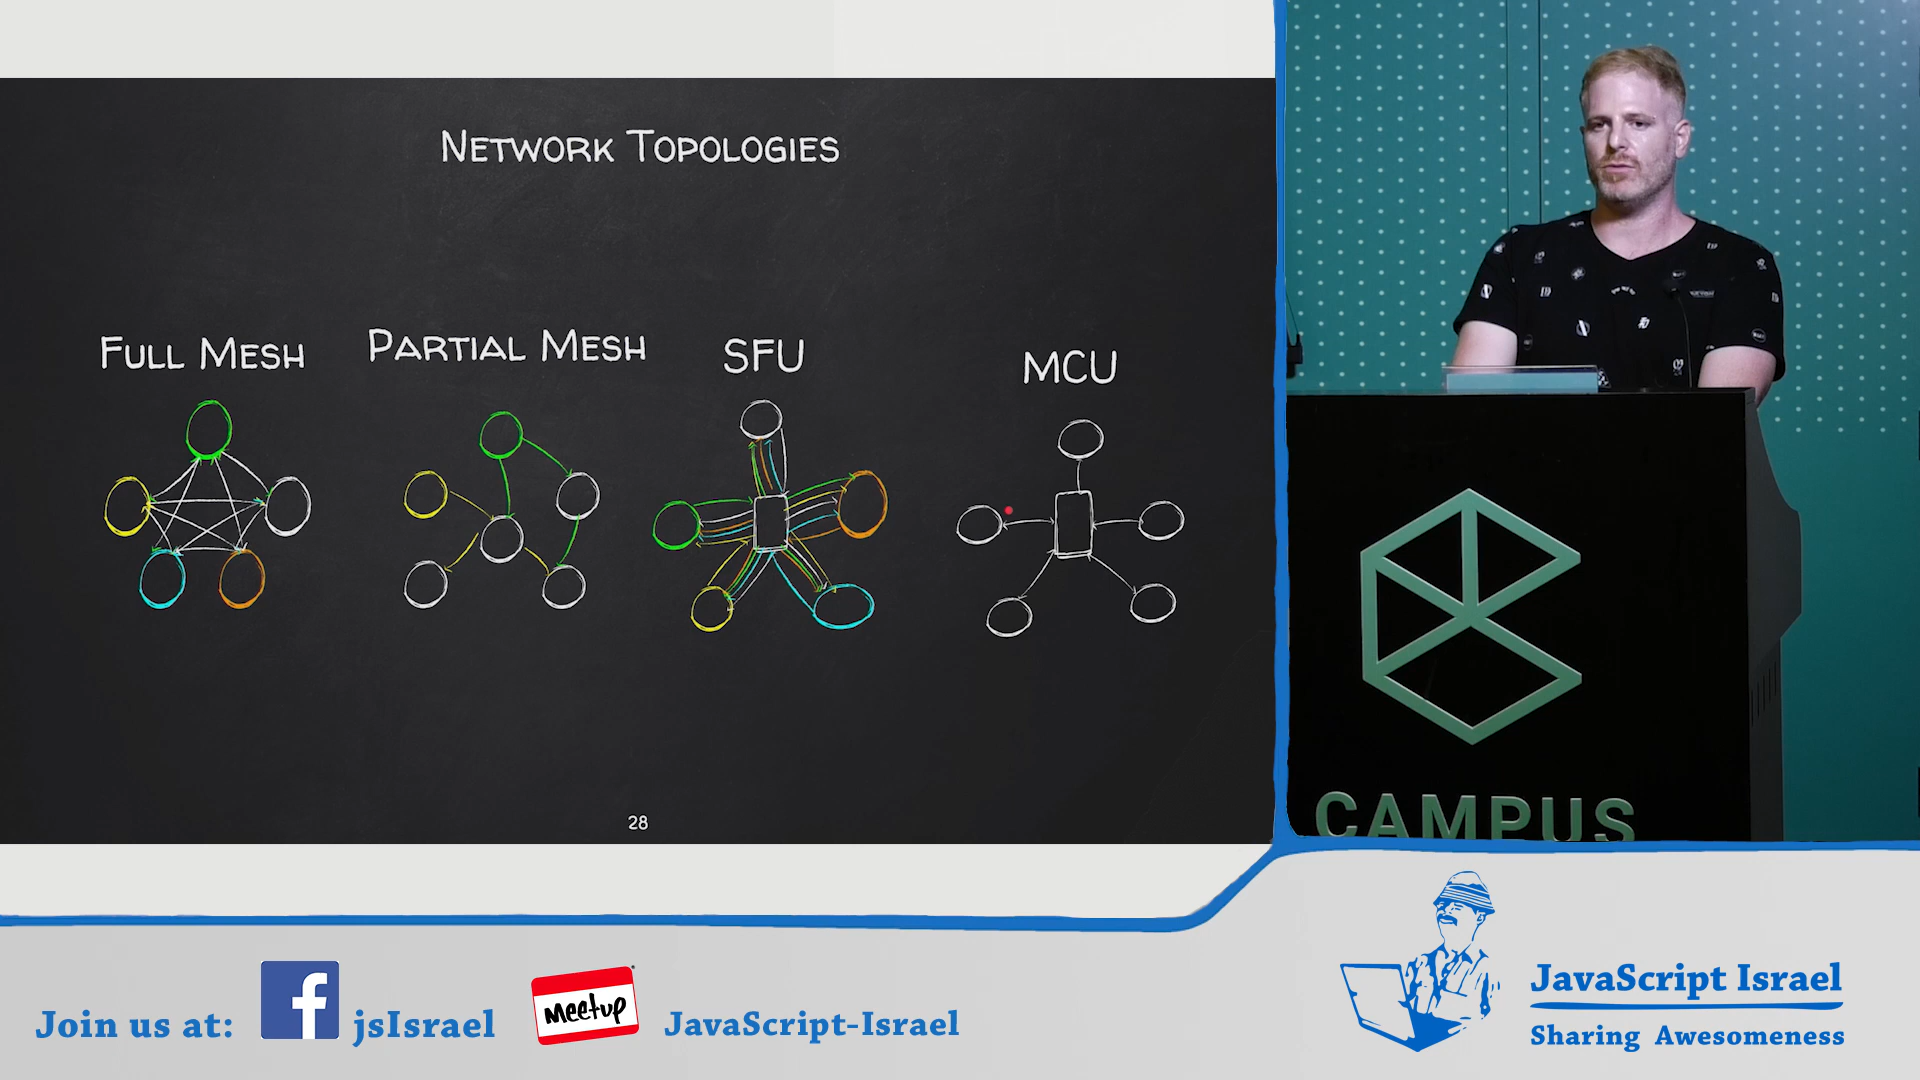 Network Topologies
Full Mesh
Partial Mesh
SFU
MCU
28
CAMPUS
Join us at:
f
jsIsrael
Meetup
JavaScript-Israel
JavaScript Israel
Sharing Awesomeness